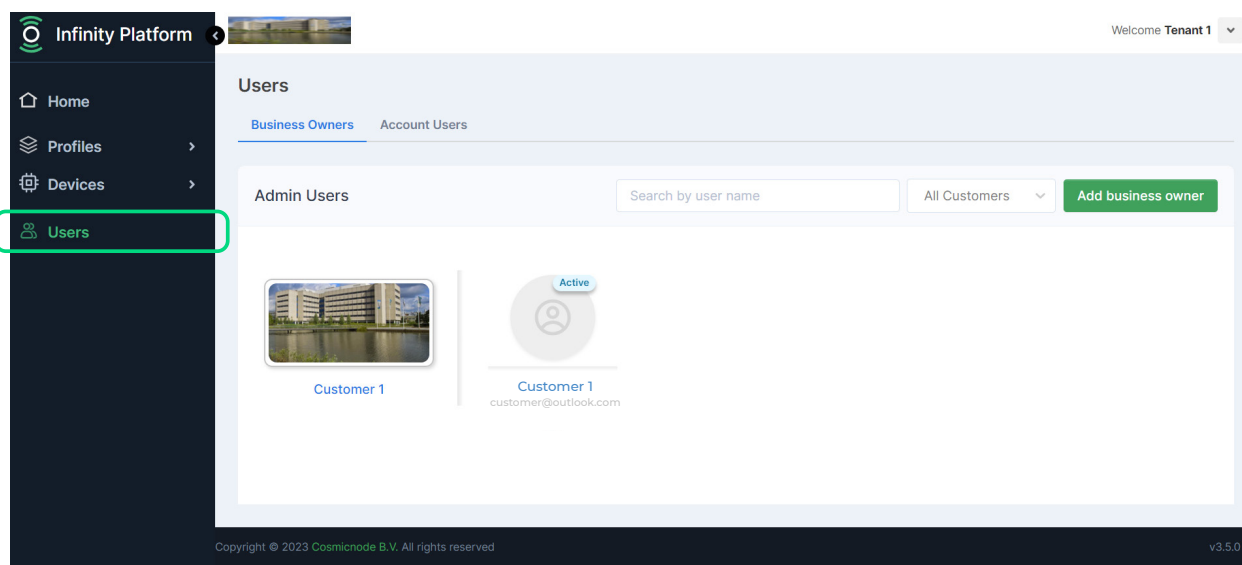 Infinity Platform
Welcome Tenant 1
Home
Profiles
Devices
Users
Users
Business Owners Account Users
Admin Users
Search by user name
All Customers
Add business owner
Active
Customer 1
Customer 1
customer@outlook.com
Copyright © 2023 Cosmicnode B.V. All rights reserved
v3.5.0